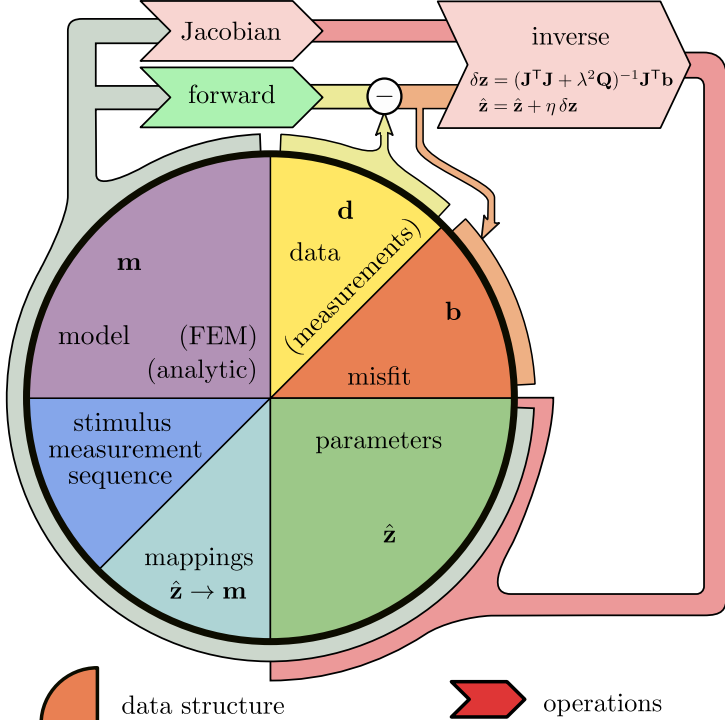 Jacobian
inverse
δz = (JᵀJ + λ²Q)⁻¹Jᵀb
ẑ = ẑ + η δz
forward
−
d
data
(measurements)
m
model (FEM)
(analytic)
b
misfit
stimulus
measurement
sequence
parameters
ẑ
mappings
ẑ → m
data structure
operations